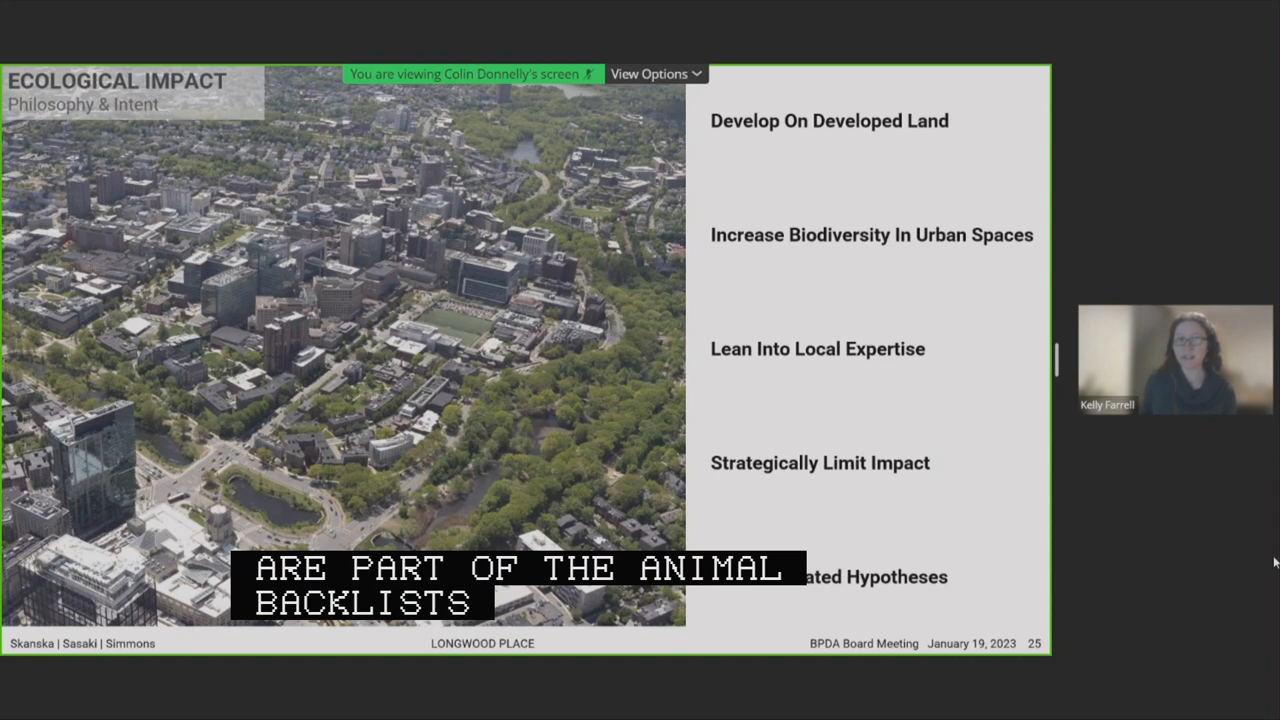 ECOLOGICAL IMPACT
Philosophy & Intent
You are viewing Colin Donnelly's screen
View Options
Develop On Developed Land
Increase Biodiversity In Urban Spaces
Lean Into Local Expertise
Strategically Limit Impact
Hypotheses
Kelly Farrell
ARE PART OF THE ANIMAL
BACKLISTS
Skanska | Sasaki | Simmons
LONGWOOD PLACE
BPDA Board Meeting January 19, 2023 25